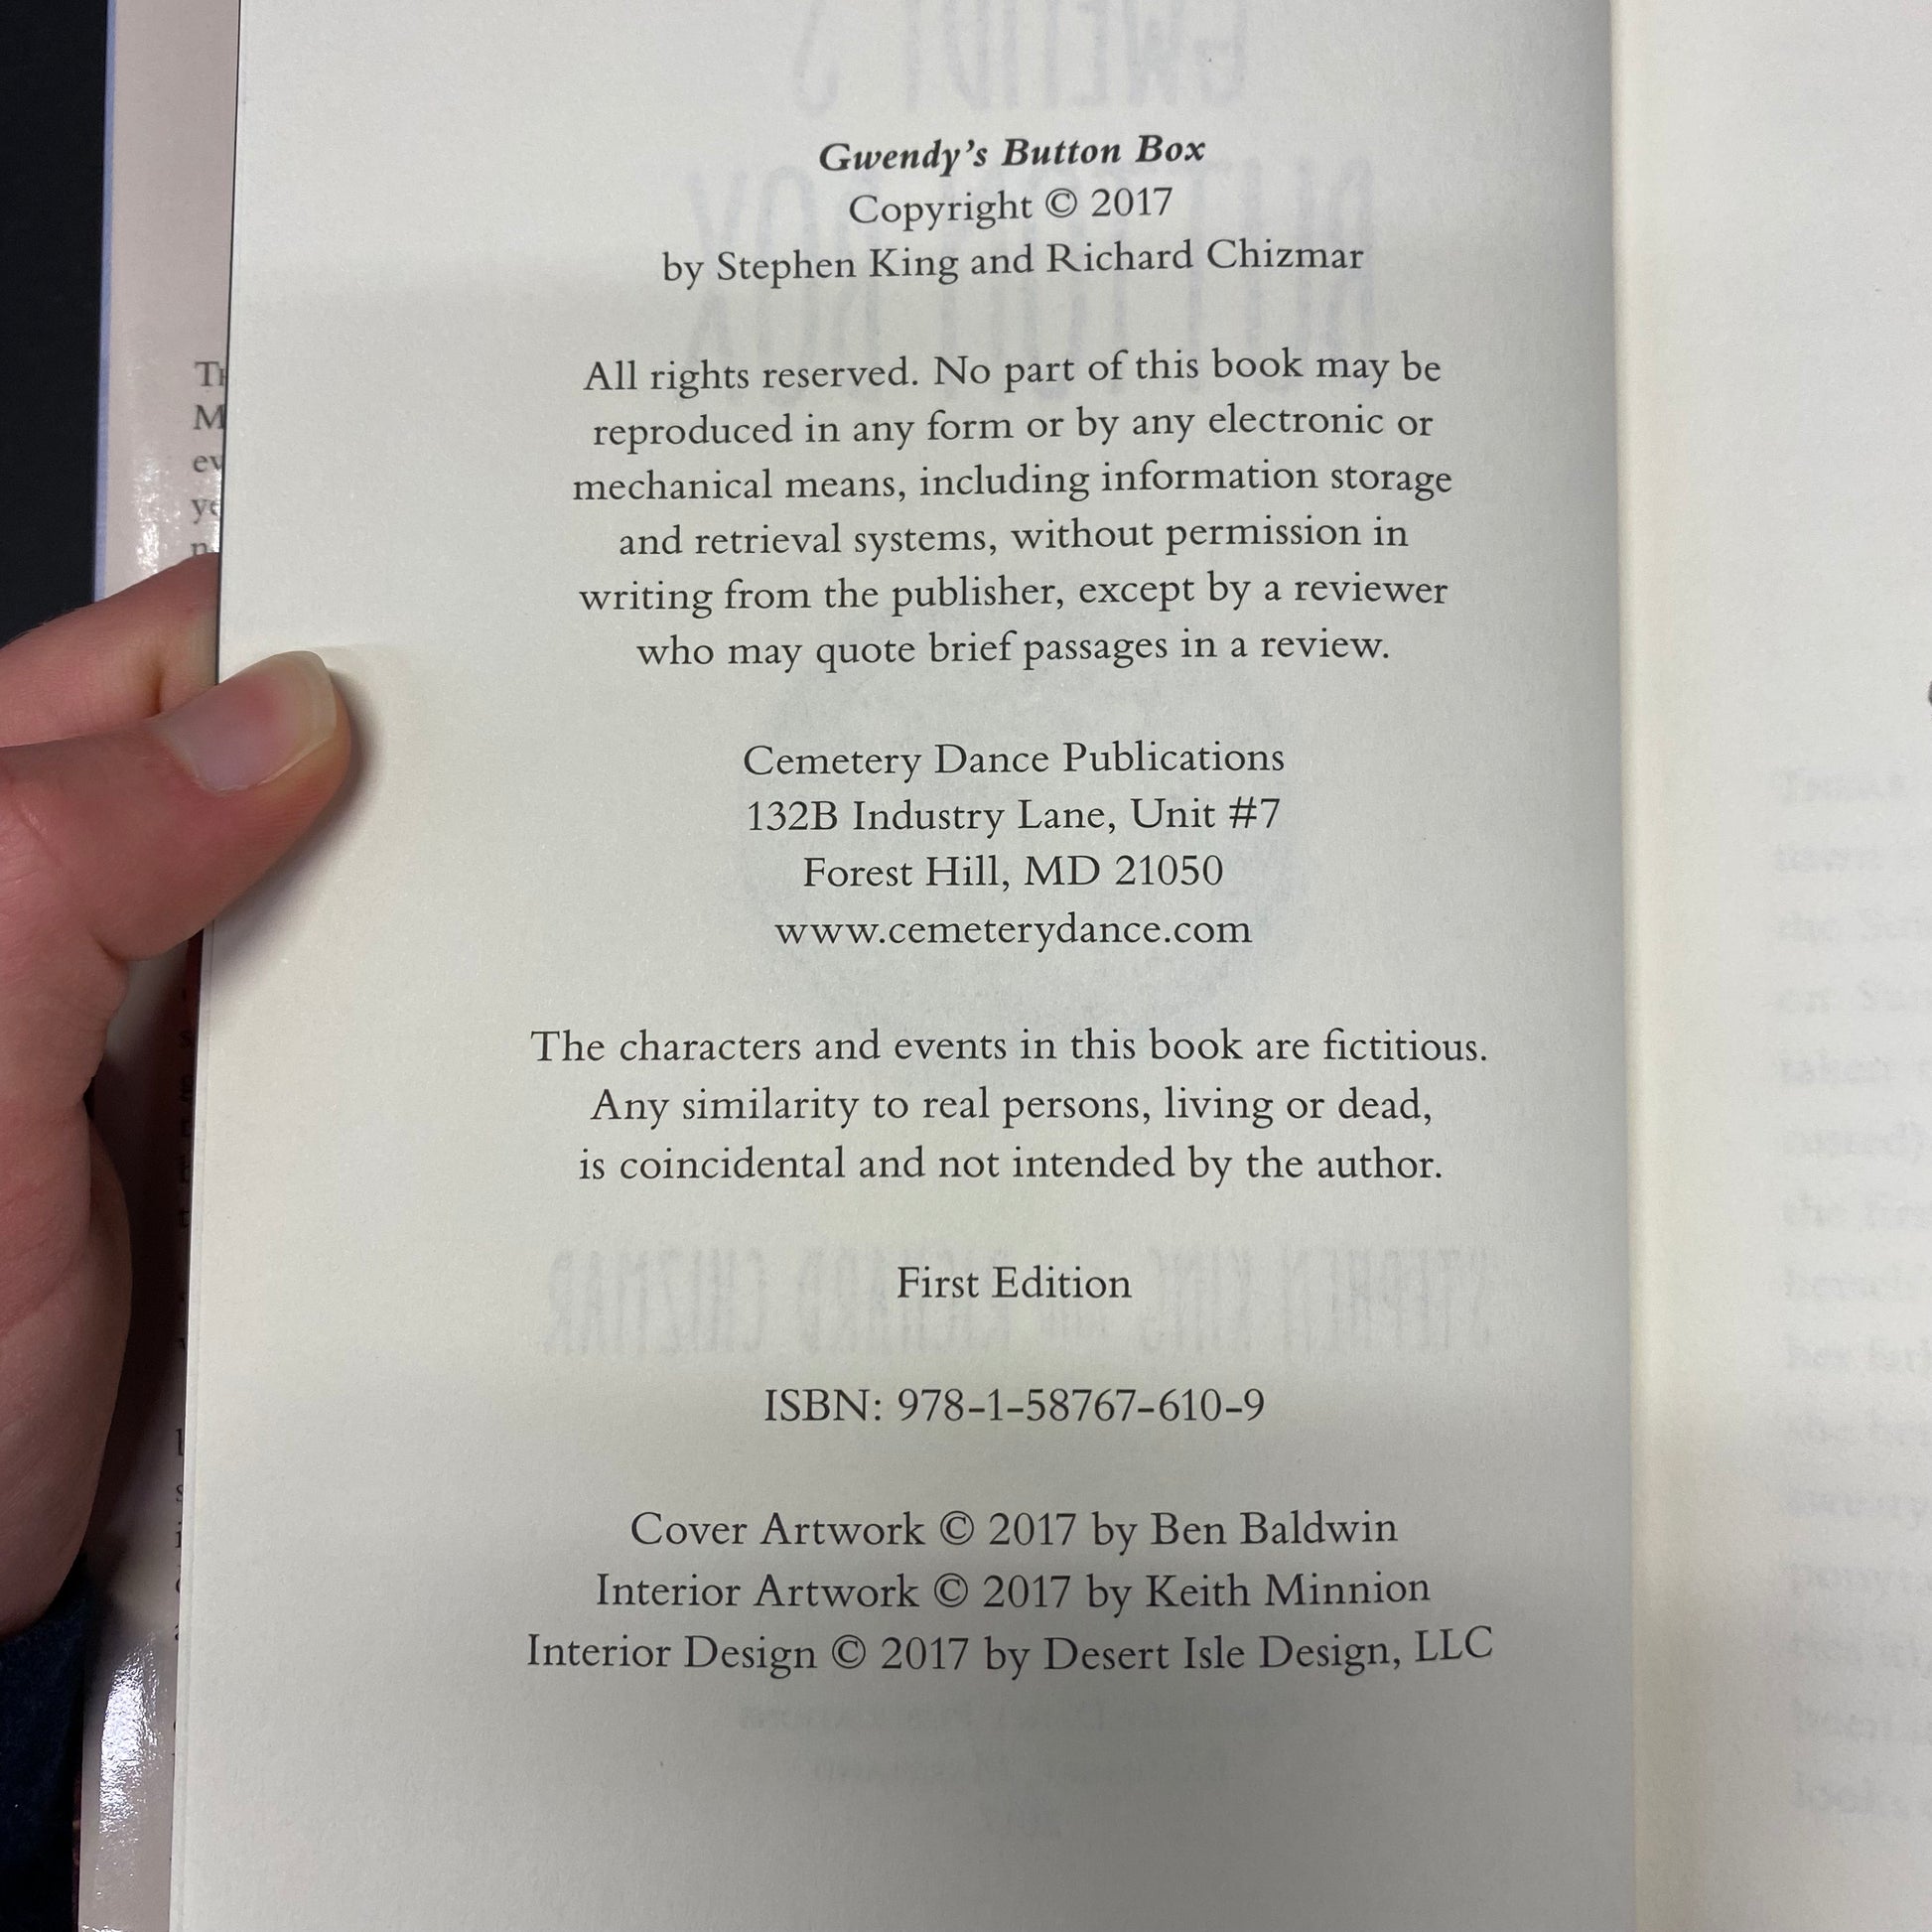 Gwendy's Button Box
Copyright © 2017
by Stephen King and Richard Chizmar
All rights reserved. No part of this book may be
reproduced in any form or by any electronic or
mechanical means, including information storage
and retrieval systems, without permission in
writing from the publisher, except by a reviewer
who may quote brief passages in a review.
Cemetery Dance Publications
132B Industry Lane, Unit #7
Forest Hill, MD 21050
www.cemeterydance.com
The characters and events in this book are fictitious.
Any similarity to real persons, living or dead,
is coincidental and not intended by the author.
First Edition
ISBN: 978-1-58767-610-9
Cover Artwork © 2017 by Ben Baldwin
Interior Artwork © 2017 by Keith Minnion
Interior Design © 2017 by Desert Isle Design, LLC